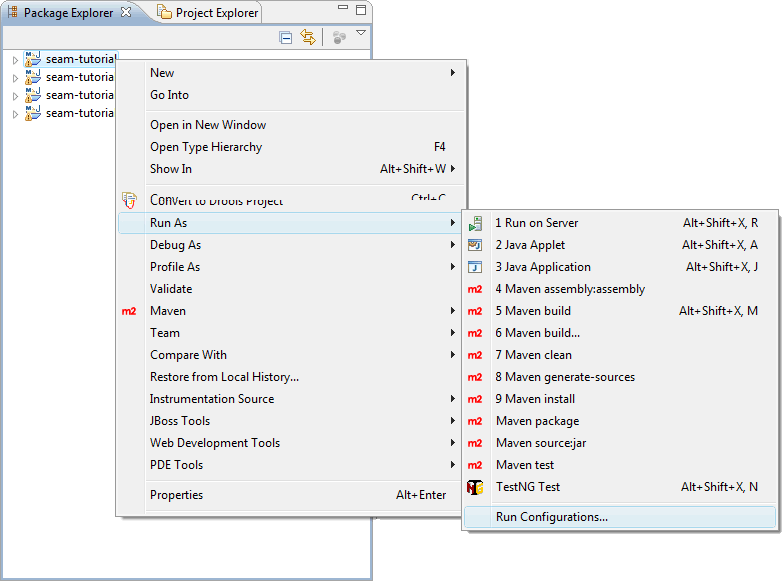 Package Explorer Project Explorer
seam-tutorial
seam-tutoria
seam-tutoria
seam-tutoria
New
Go Into
Open in New Window
Open Type Hierarchy F4
Show In Alt+Shift+W
Convert to Drools Project Ctrl+C
Run As
Debug As
Profile As
Validate
m2 Maven
Team
Compare With
Restore from Local History...
Instrumentation Source
JBoss Tools
Web Development Tools
PDE Tools
Properties Alt+Enter
1 Run on Server Alt+Shift+X, R
2 Java Applet Alt+Shift+X, A
3 Java Application Alt+Shift+X, J
m2 4 Maven assembly:assembly
m2 5 Maven build Alt+Shift+X, M
m2 6 Maven build...
m2 7 Maven clean
m2 8 Maven generate-sources
m2 9 Maven install
m2 Maven package
m2 Maven source:jar
m2 Maven test
TestNG Test Alt+Shift+X, N
Run Configurations...